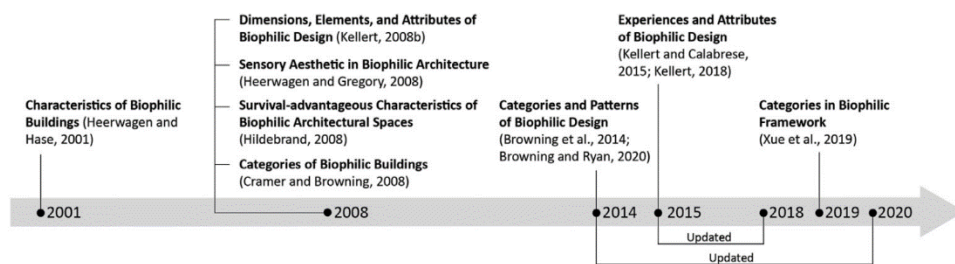 Characteristics of Biophilic
Buildings (Heerwagen and
Hase, 2001)
Dimensions, Elements, and Attributes of
Biophilic Design (Kellert, 2008b)
Sensory Aesthetic in Biophilic Architecture
(Heerwagen and Gregory, 2008)
Survival-advantageous Characteristics of
Biophilic Architectural Spaces
(Hildebrand, 2008)
Categories of Biophilic Buildings
(Cramer and Browning, 2008)
Categories and Patterns
of Biophilic Design
(Browning et al., 2014;
Browning and Ryan, 2020)
Experiences and Attributes
of Biophilic Design
(Kellert and Calabrese,
2015; Kellert, 2018)
Categories in Biophilic
Framework
(Xue et al., 2019)
2001
2008
2014
2015
2018
2019
2020
Updated
Updated